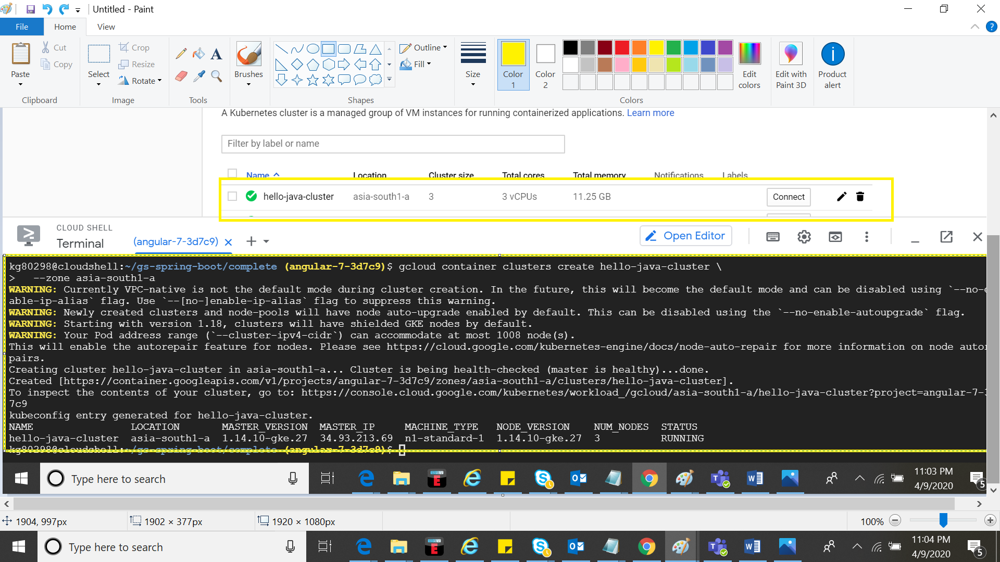 Untitled - Paint
File Home View
Paste
Cut
Copy
Clipboard
Select
Crop
Resize
Rotate
Image
Tools
Brushes
Shapes
Outline
Fill
Size
Color 1
Color 2
Colors
Edit colors
Edit with Paint 3D
Product alert
A Kubernetes cluster is a managed group of VM instances for running containerized applications. Learn more
Filter by label or name
Name Location Cluster size Total cores Total memory Notifications Labels
hello-java-cluster asia-south1-a 3 3 vCPUs 11.25 GB Connect
CLOUD SHELL
Terminal (angular-7-3d7c9) Open Editor
kg80298@cloudshell:~/gs-spring-boot/complete (angular-7-3d7c9)$ gcloud container clusters create hello-java-cluster \
> --zone asia-south1-a
WARNING: Currently VPC-native is not the default mode during cluster creation. In the future, this will become the default mode and can be disabled using `--no-e
able-ip-alias` flag. Use `--[no-]enable-ip-alias` flag to suppress this warning.
WARNING: Newly created clusters and node-pools will have node auto-upgrade enabled by default. This can be disabled using the `--no-enable-autoupgrade` flag.
WARNING: Starting with version 1.18, clusters will have shielded GKE nodes by default.
WARNING: Your Pod address range (`--cluster-ipv4-cidr`) can accommodate at most 1008 node(s).
This will enable the autorepair feature for nodes. Please see https://cloud.google.com/kubernetes-engine/docs/node-auto-repair for more information on node autor
pairs.
Creating cluster hello-java-cluster in asia-south1-a... Cluster is being health-checked (master is healthy)...done.
Created [https://container.googleapis.com/v1/projects/angular-7-3d7c9/zones/asia-south1-a/clusters/hello-java-cluster].
To inspect the contents of your cluster, go to: https://console.cloud.google.com/kubernetes/workload_/gcloud/asia-south1-a/hello-java-cluster?project=angular-7-3
7c9
kubeconfig entry generated for hello-java-cluster.
NAME LOCATION MASTER_VERSION MASTER_IP MACHINE_TYPE NODE_VERSION NUM_NODES STATUS
hello-java-cluster asia-south1-a 1.14.10-gke.27 34.93.213.69 n1-standard-1 1.14.10-gke.27 3 RUNNING
kg80298@cloudshell:~/gs-spring-boot/complete (angular-7-3d7c9)$
Type here to search
11:03 PM
4/9/2020
5
1904, 997px 1902 × 377px 1920 × 1080px 100%
Type here to search
11:04 PM
4/9/2020
5